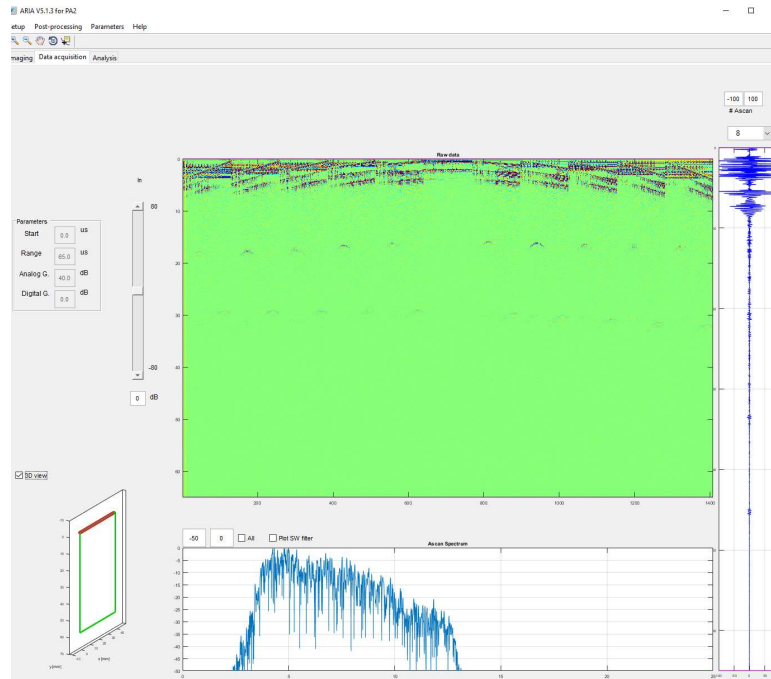 ARIA V5.1.3 for PA2
etup Post-processing Parameters Help
maging Data acquisition Analysis
-100 100
# Ascan
8
Raw data
in
80
-80
0 dB
Parameters
Start 0.0 us
Range 65.0 us
Analog G. 40.0 dB
Digital G. 0.0 dB
0
10
20
30
40
50
60
200 400 600 800 1000 1200 1400
3D view
-50 0 All Plot SW filter
Ascan Spectrum
0
-5
-10
-15
-20
-25
-30
-35
-40
-45
-50
0 5 10 15 20 25
y [mm]
x [mm]